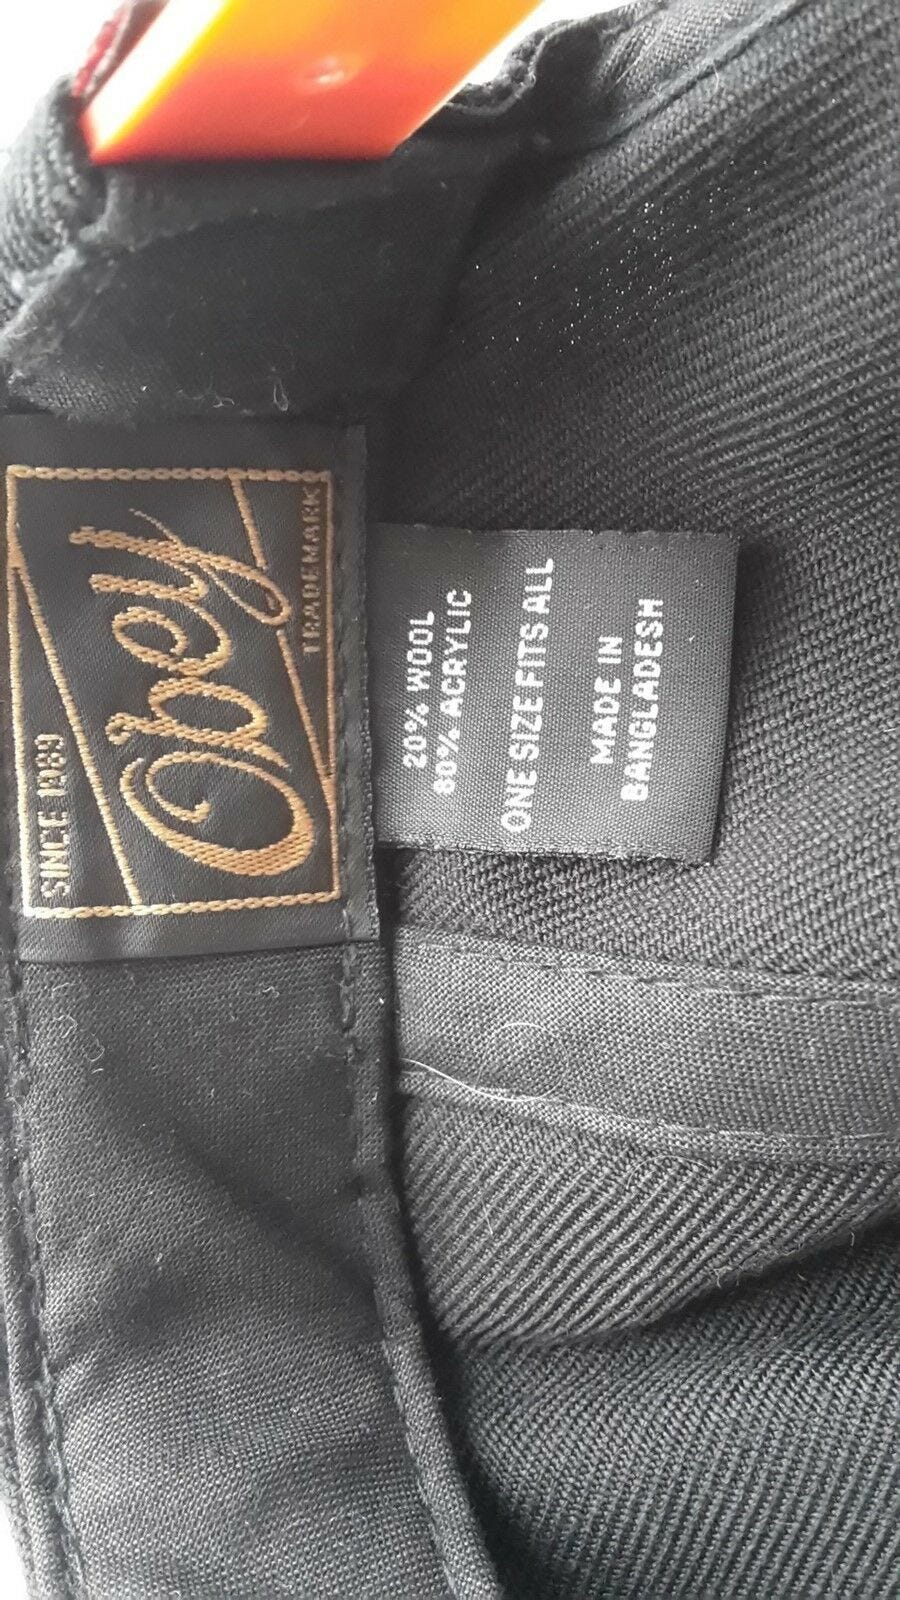 SINCE 1989
Obey
TRADEMARK
20% WOOL
80% ACRYLIC
ONE SIZE FITS ALL
MADE IN
BANGLADESH